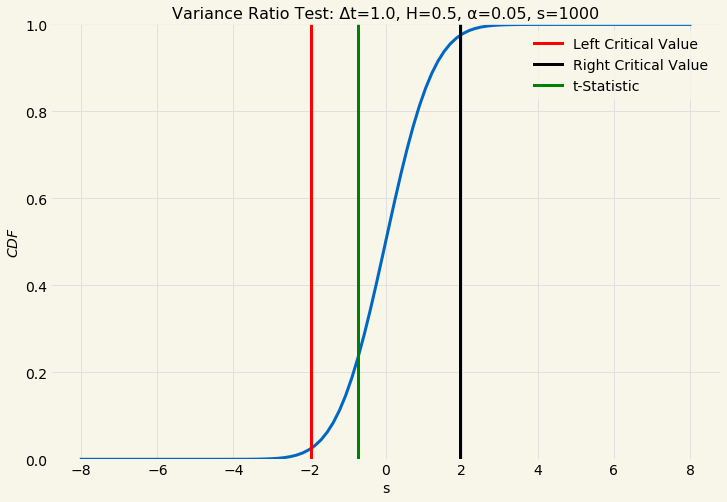 Variance Ratio Test: Δt=1.0, H=0.5, α=0.05, s=1000
Left Critical Value
Right Critical Value
t-Statistic
1.0
0.8
0.6
0.4
0.2
0.0
CDF
−8 −6 −4 −2 0 2 4 6 8
s